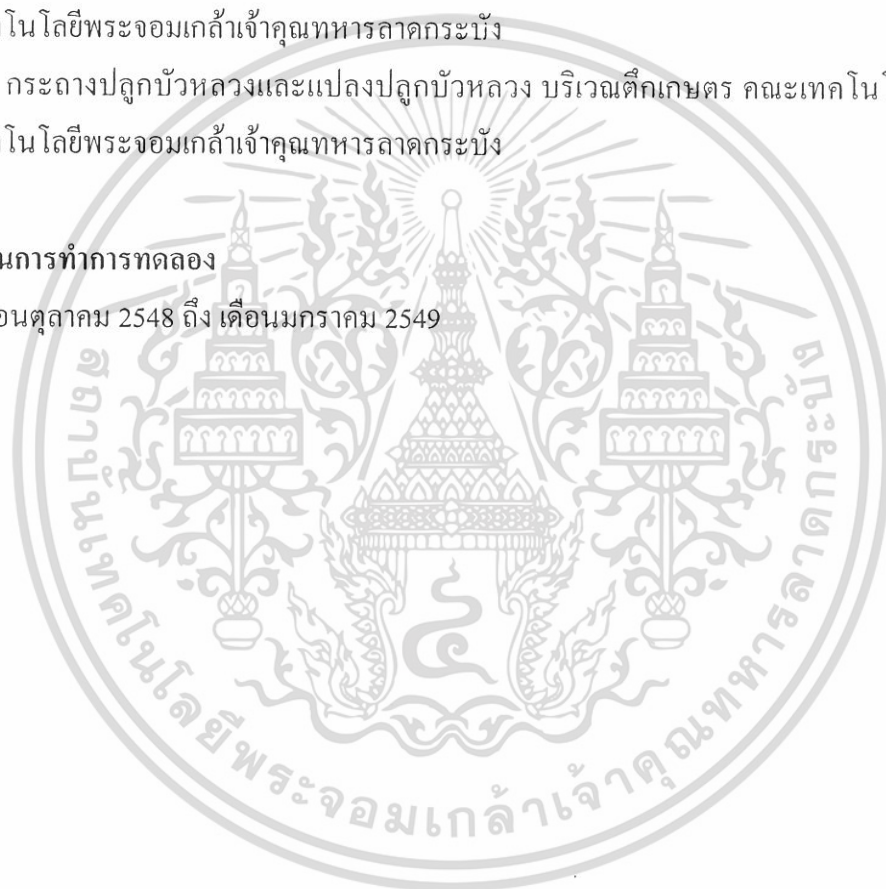 คโนโลยีพระจอมเกล้าเจ้าคุณทหารลาดกระบัง
กระถางปลูกบัวหลวงและแปลงปลูกบัวหลวง บริเวณตึกเกษตร คณะเทคโนโ
คโนโลยีพระจอมเกล้าเจ้าคุณทหารลาดกระบัง
นการทำการทดลอง
อนตุลาคม 2548 ถึง เดือนมกราคม 2549
สถาบันเทคโนโลยีพระจอมเกล้าเจ้าคุณทหารลาดกระบัง
๔